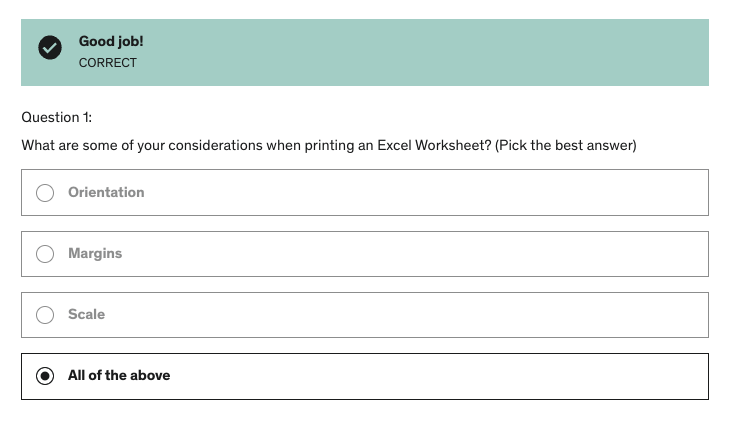 Good job!
CORRECT
Question 1:
What are some of your considerations when printing an Excel Worksheet? (Pick the best answer)
Orientation
Margins
Scale
All of the above